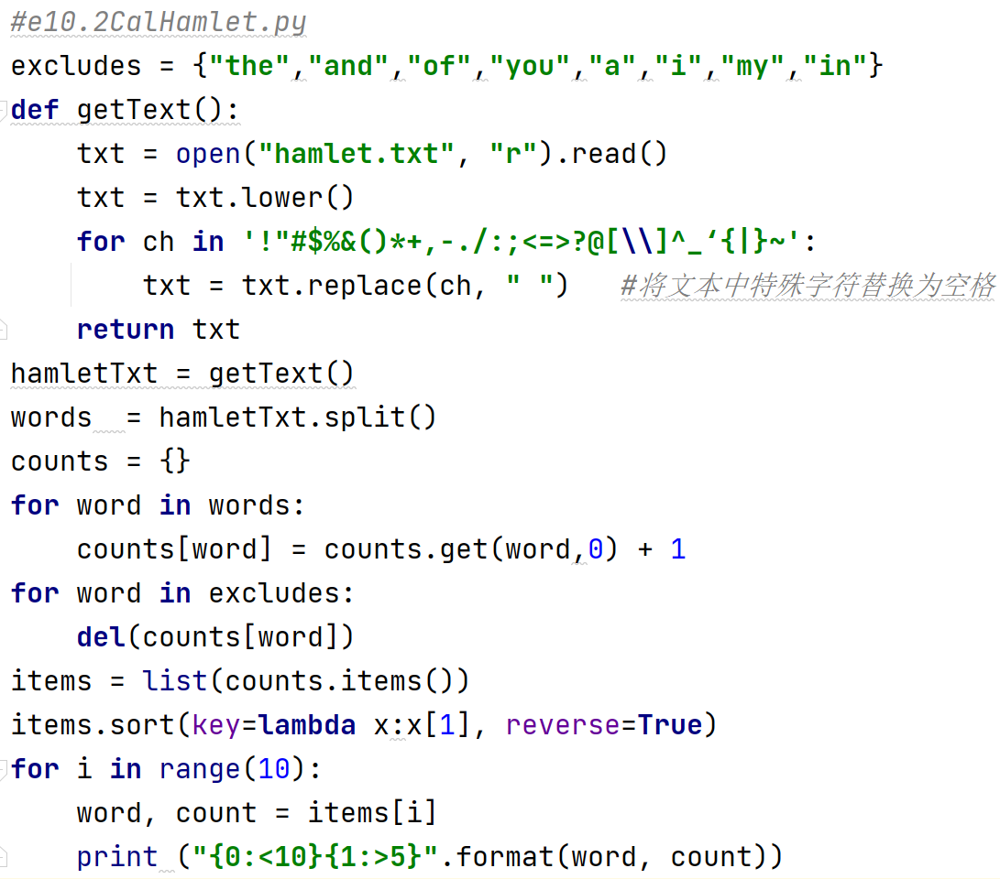 #e10.2CalHamlet.py
excludes = {"the","and","of","you","a","i","my","in"}
def getText():
    txt = open("hamlet.txt", "r").read()
    txt = txt.lower()
    for ch in '!"#$%&()*+,-./:;<=>?@[\\]^_‘{|}~':
        txt = txt.replace(ch, " ")   #将文本中特殊字符替换为空格
    return txt
hamletTxt = getText()
words  = hamletTxt.split()
counts = {}
for word in words:
    counts[word] = counts.get(word,0) + 1
for word in excludes:
    del(counts[word])
items = list(counts.items())
items.sort(key=lambda x:x[1], reverse=True)
for i in range(10):
    word, count = items[i]
    print ("{0:<10}{1:>5}".format(word, count))